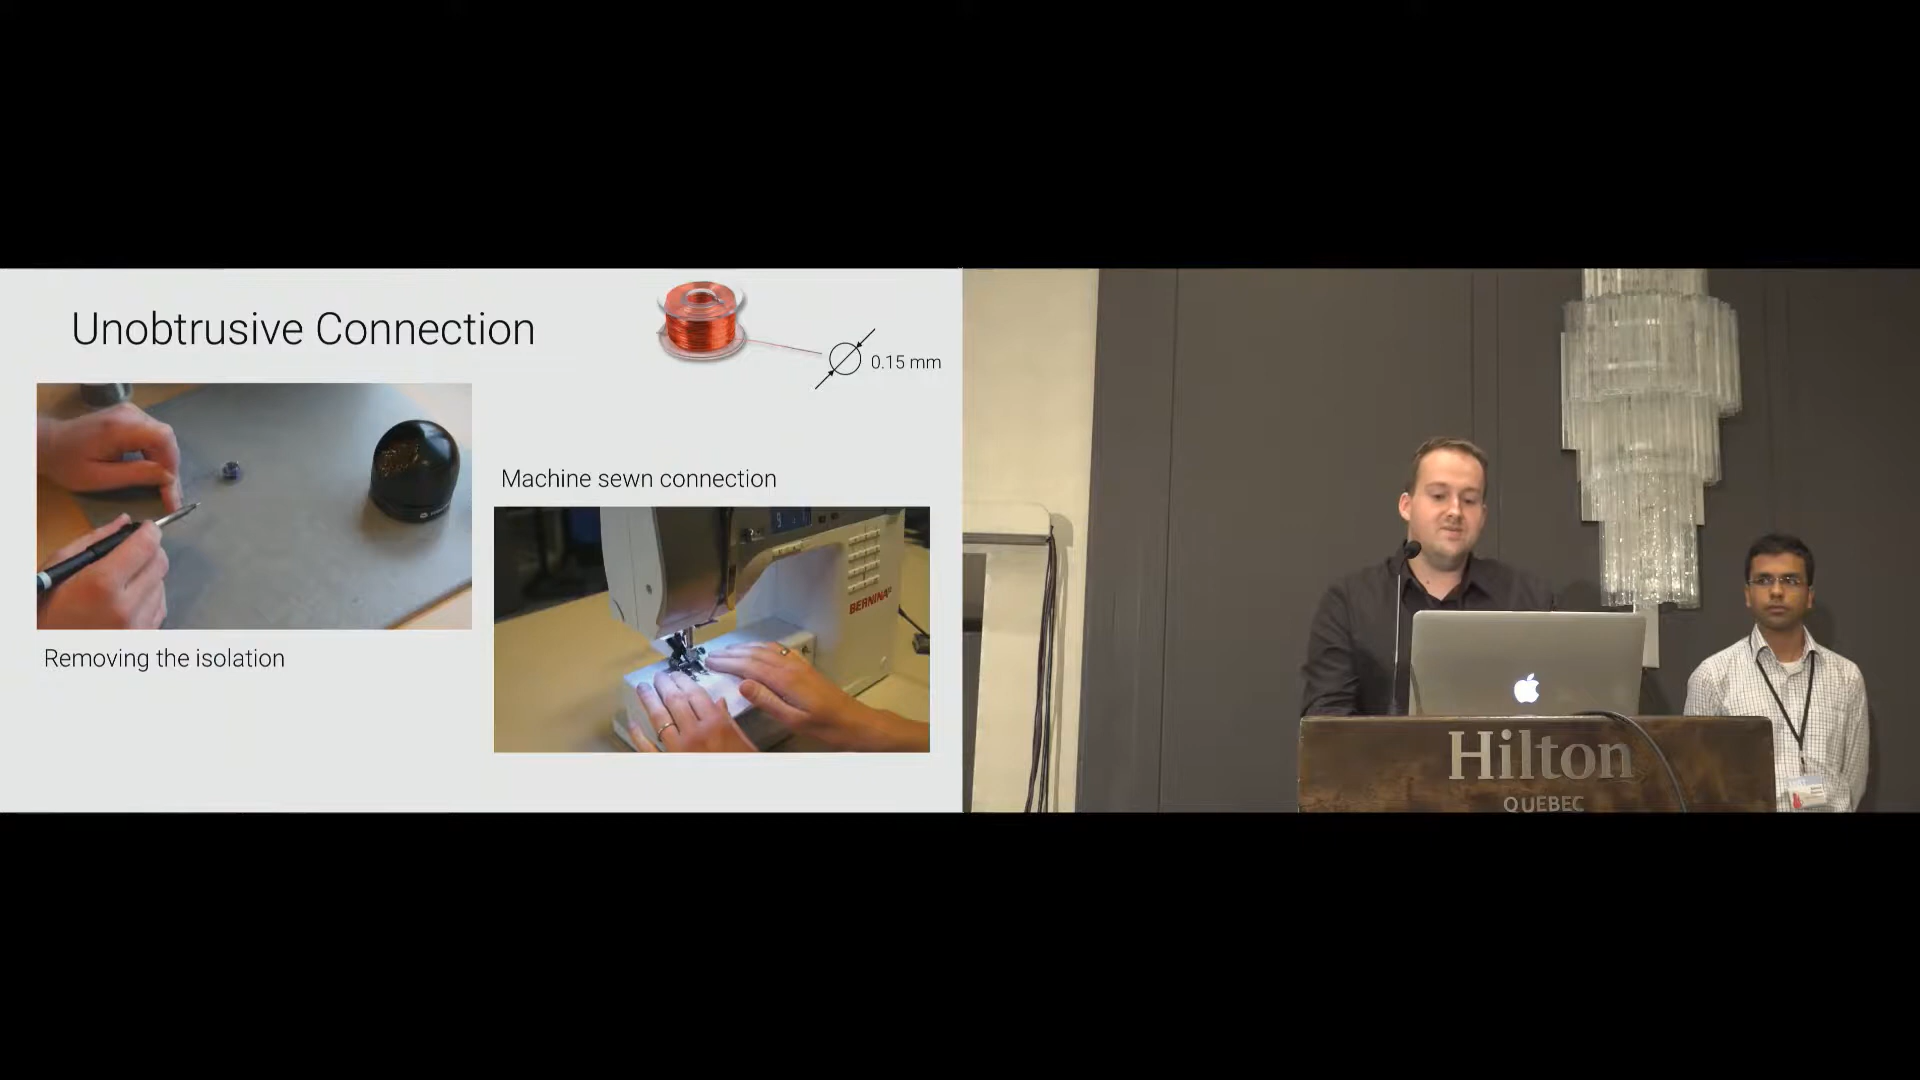 Unobtrusive Connection
0.15 mm
Machine sewn connection
BERNINA
Removing the isolation
Hilton
QUEBEC